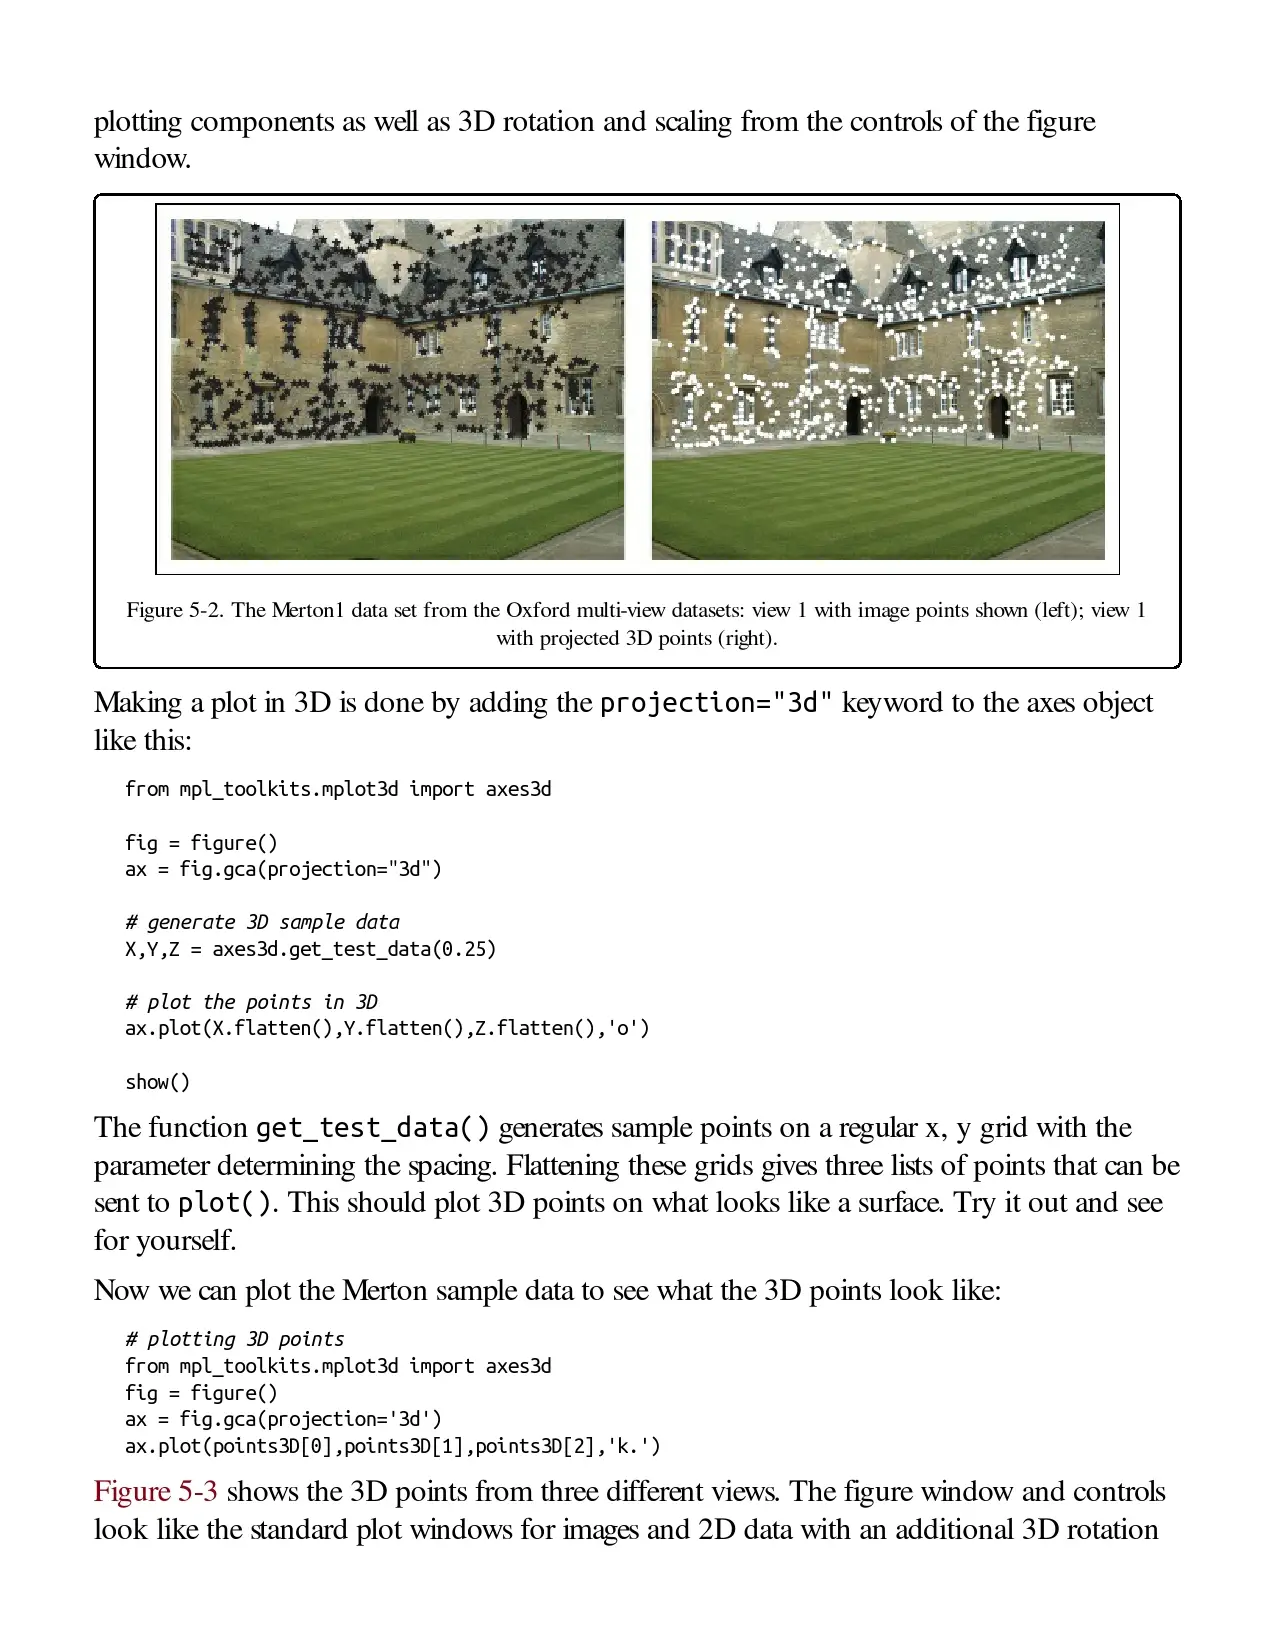 plotting components as well as 3D rotation and scaling from the controls of the figure
window.
Figure 5-2. The Merton1 data set from the Oxford multi-view datasets: view 1 with image points shown (left); view 1
with projected 3D points (right).
Making a plot in 3D is done by adding the projection="3d" keyword to the axes object
like this:
from mpl_toolkits.mplot3d import axes3d
fig = figure()
ax = fig.gca(projection="3d")
# generate 3D sample data
X,Y,Z = axes3d.get_test_data(0.25)
# plot the points in 3D
ax.plot(X.flatten(),Y.flatten(),Z.flatten(),'o')
show()
The function get_test_data() generates sample points on a regular x, y grid with the
parameter determining the spacing. Flattening these grids gives three lists of points that can be
sent to plot(). This should plot 3D points on what looks like a surface. Try it out and see
for yourself.
Now we can plot the Merton sample data to see what the 3D points look like:
# plotting 3D points
from mpl_toolkits.mplot3d import axes3d
fig = figure()
ax = fig.gca(projection='3d')
ax.plot(points3D[0],points3D[1],points3D[2],'k.')
Figure 5-3 shows the 3D points from three different views. The figure window and controls
look like the standard plot windows for images and 2D data with an additional 3D rotation